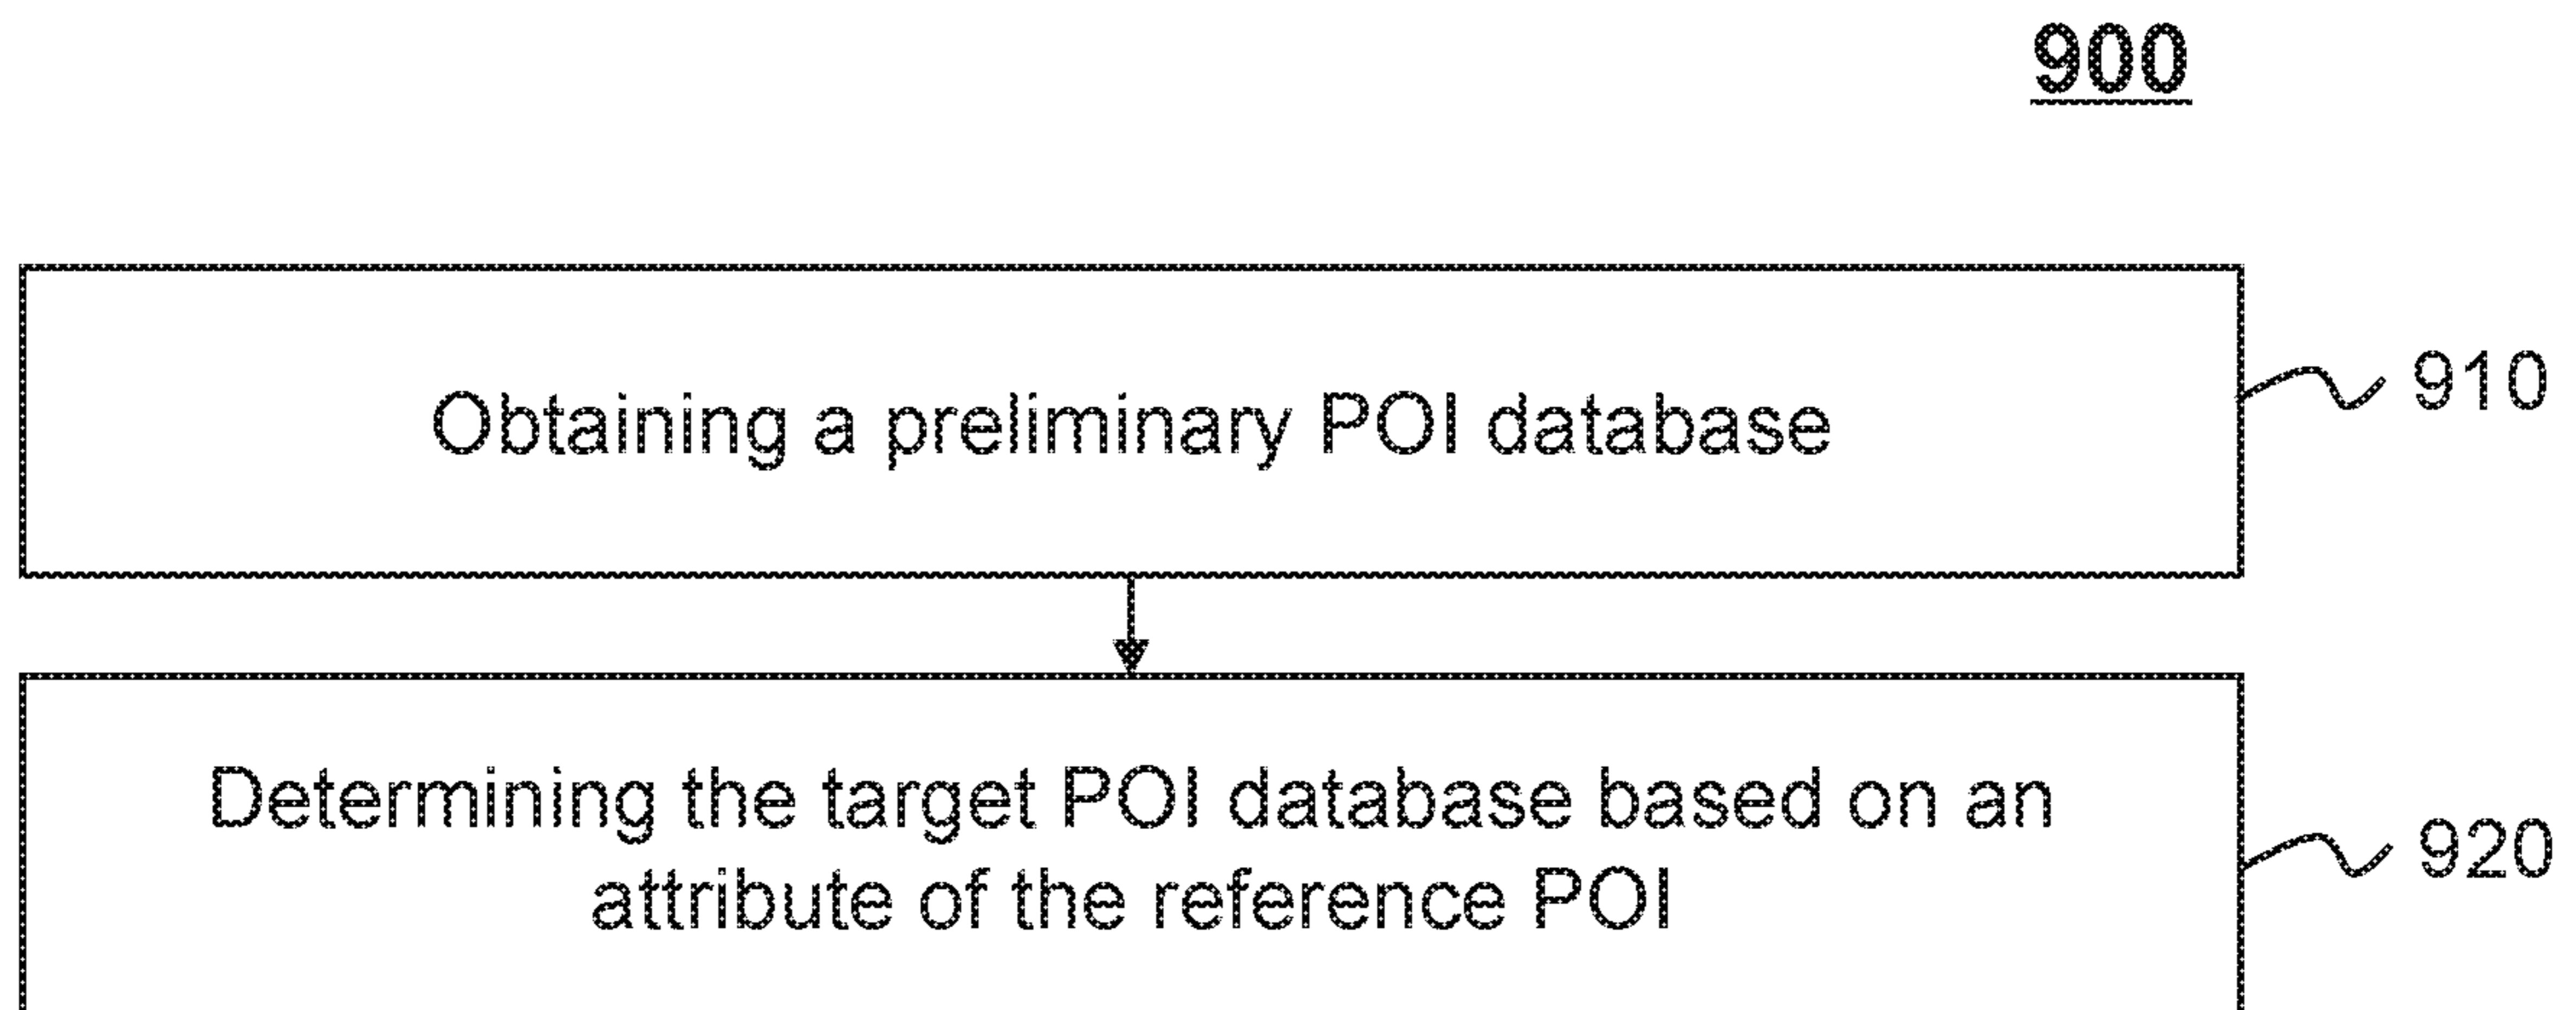 900
Obtaining a preliminary POI database
910
Determining the target POI database based on an
attribute of the reference POI
920